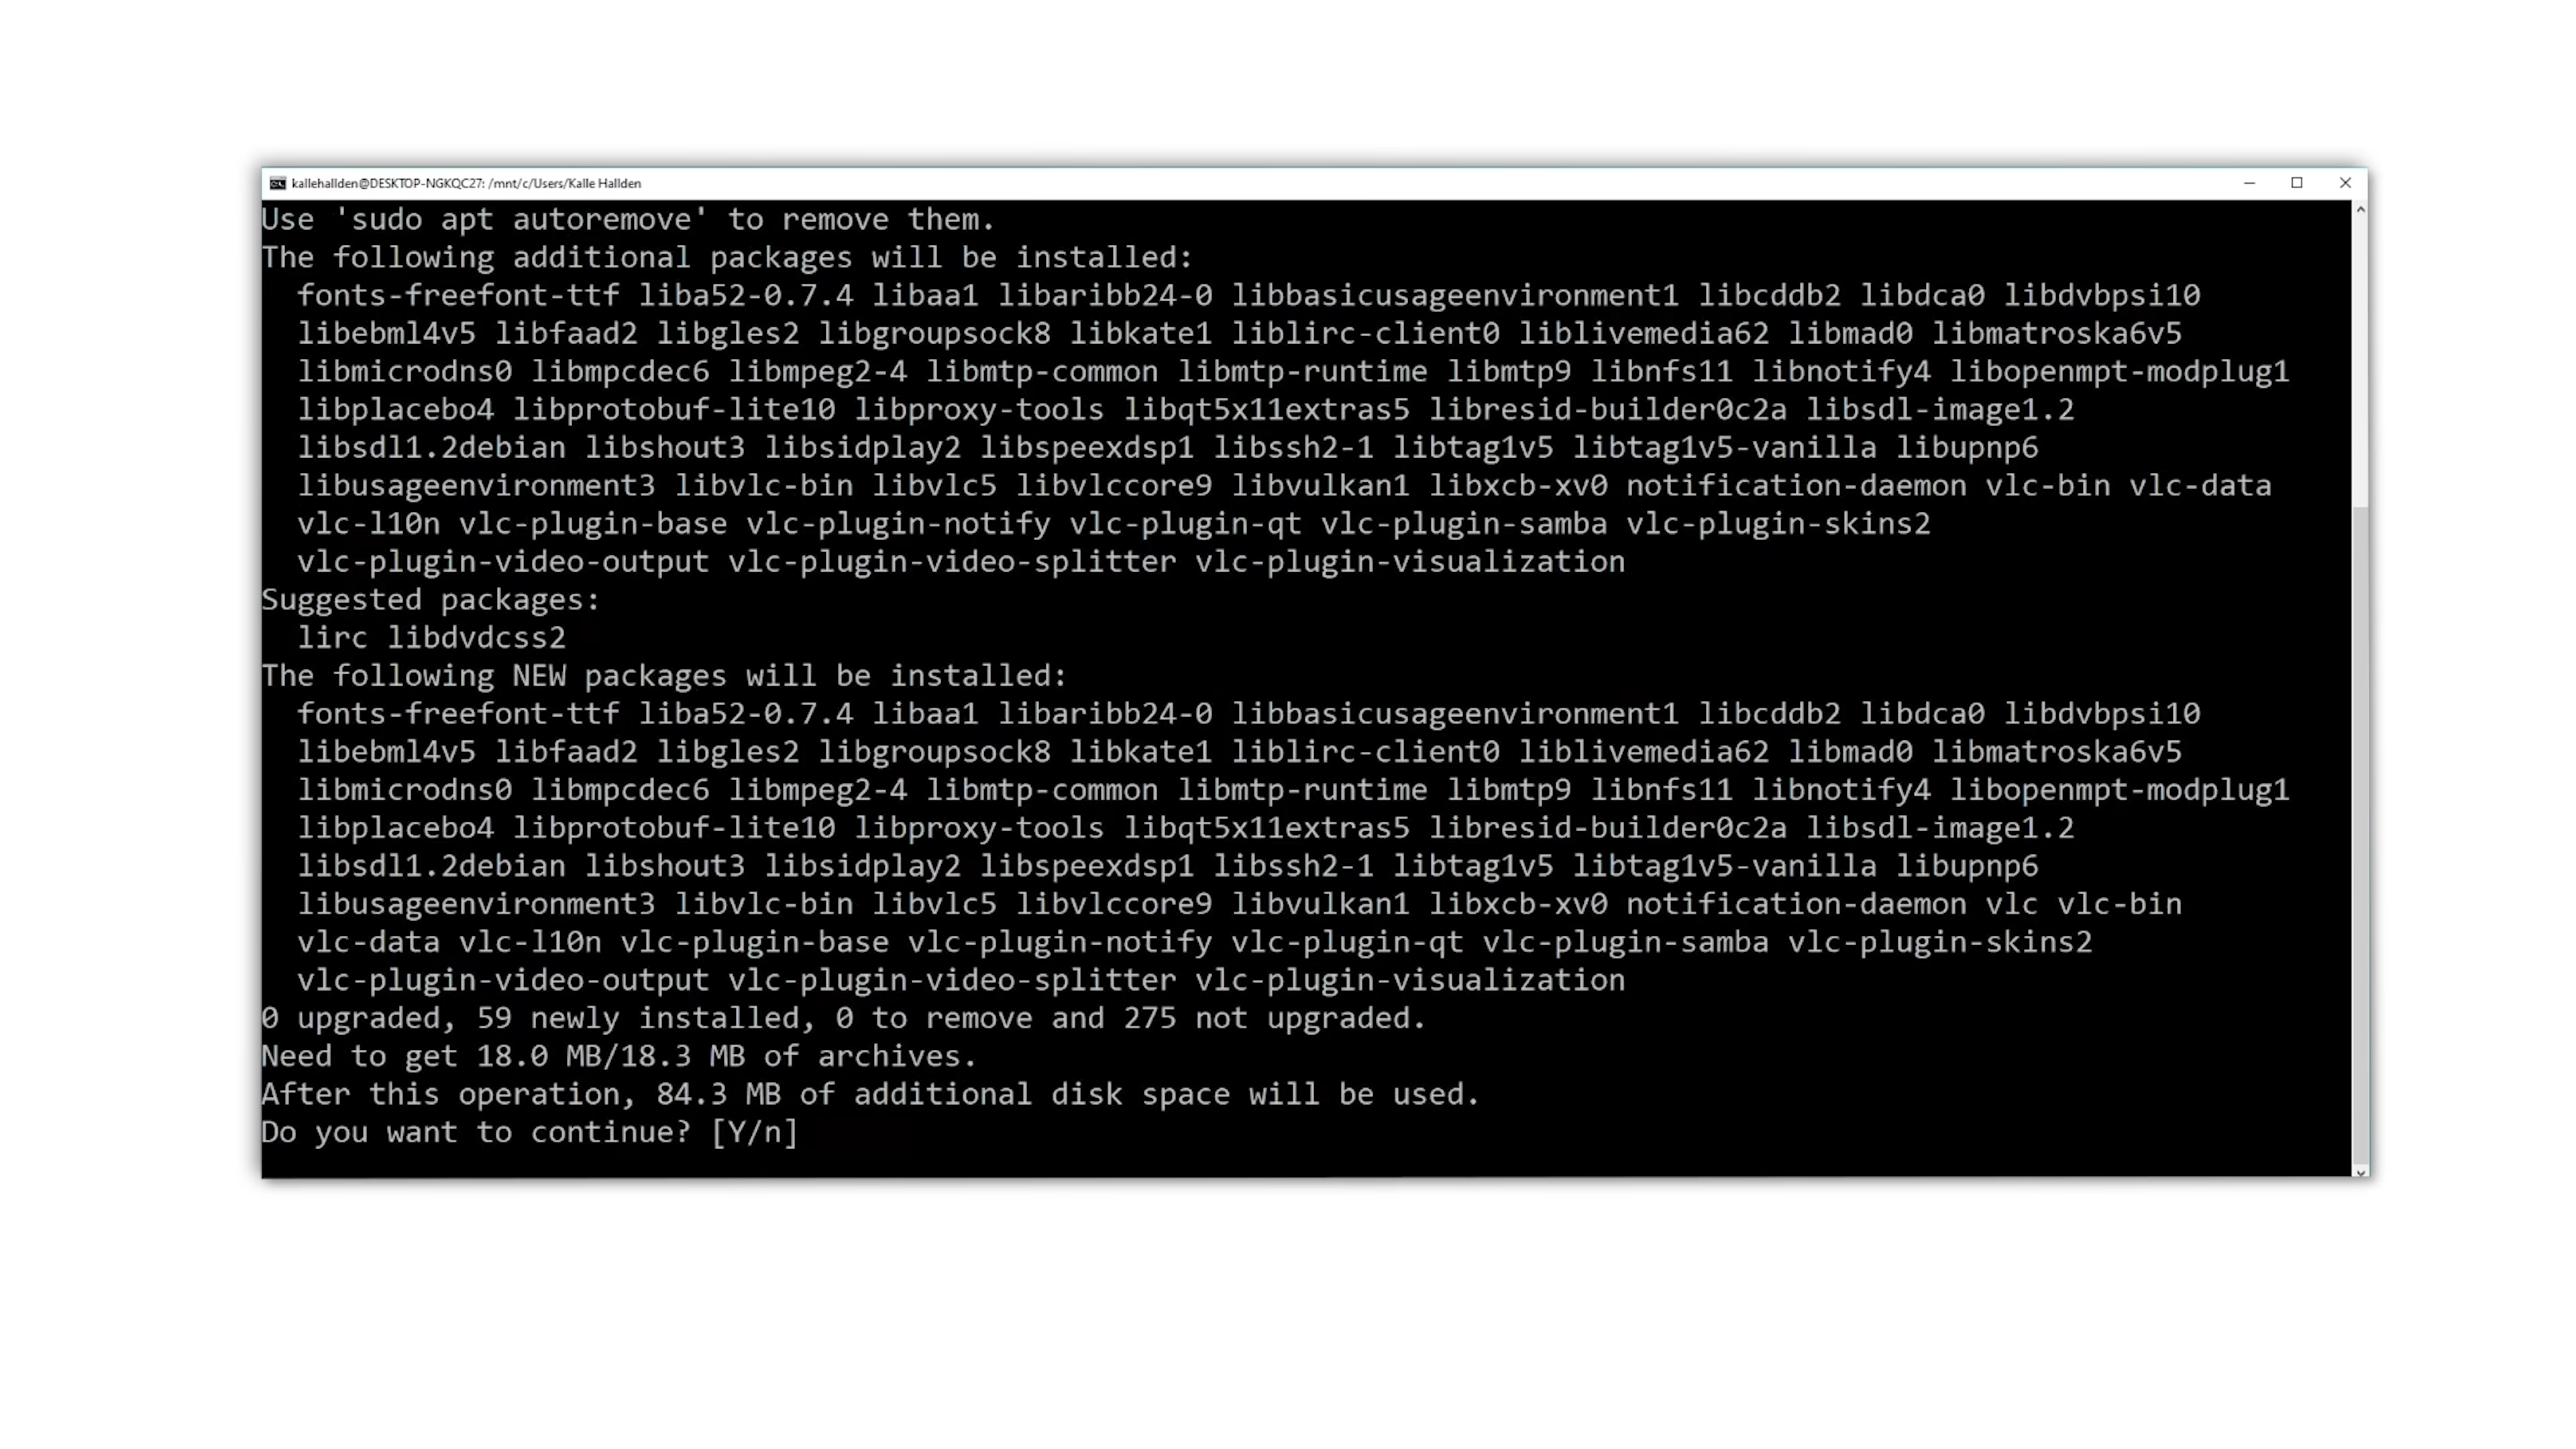 kallehallden@DESKTOP-NGKQC27: /mnt/c/Users/Kalle Hallden
Use 'sudo apt autoremove' to remove them.
The following additional packages will be installed:
fonts-freefont-ttf liba52-0.7.4 libaa1 libaribb24-0 libbasicusageenvironment1 libcddb2 libdca0 libdvbpsi10
libebml4v5 libfaad2 libgles2 libgroupsock8 libkate1 liblirc-client0 liblivemedia62 libmad0 libmatroska6v5
libmicrodns0 libmpcdec6 libmpeg2-4 libmtp-common libmtp-runtime libmtp9 libnfs11 libnotify4 libopenmpt-modplug1
libplacebo4 libprotobuf-lite10 libproxy-tools libqt5x11extras5 libresid-builder0c2a libsdl-image1.2
libsdl1.2debian libshout3 libsidplay2 libspeexdsp1 libssh2-1 libtag1v5 libtag1v5-vanilla libupnp6
libusageenvironment3 libvlc-bin libvlc5 libvlccore9 libvulkan1 libxcb-xv0 notification-daemon vlc-bin vlc-data
vlc-l10n vlc-plugin-base vlc-plugin-notify vlc-plugin-qt vlc-plugin-samba vlc-plugin-skins2
vlc-plugin-video-output vlc-plugin-video-splitter vlc-plugin-visualization
Suggested packages:
lirc libdvdcss2
The following NEW packages will be installed:
fonts-freefont-ttf liba52-0.7.4 libaa1 libaribb24-0 libbasicusageenvironment1 libcddb2 libdca0 libdvbpsi10
libebml4v5 libfaad2 libgles2 libgroupsock8 libkate1 liblirc-client0 liblivemedia62 libmad0 libmatroska6v5
libmicrodns0 libmpcdec6 libmpeg2-4 libmtp-common libmtp-runtime libmtp9 libnfs11 libnotify4 libopenmpt-modplug1
libplacebo4 libprotobuf-lite10 libproxy-tools libqt5x11extras5 libresid-builder0c2a libsdl-image1.2
libsdl1.2debian libshout3 libsidplay2 libspeexdsp1 libssh2-1 libtag1v5 libtag1v5-vanilla libupnp6
libusageenvironment3 libvlc-bin libvlc5 libvlccore9 libvulkan1 libxcb-xv0 notification-daemon vlc vlc-bin
vlc-data vlc-l10n vlc-plugin-base vlc-plugin-notify vlc-plugin-qt vlc-plugin-samba vlc-plugin-skins2
vlc-plugin-video-output vlc-plugin-video-splitter vlc-plugin-visualization
0 upgraded, 59 newly installed, 0 to remove and 275 not upgraded.
Need to get 18.0 MB/18.3 MB of archives.
After this operation, 84.3 MB of additional disk space will be used.
Do you want to continue? [Y/n]